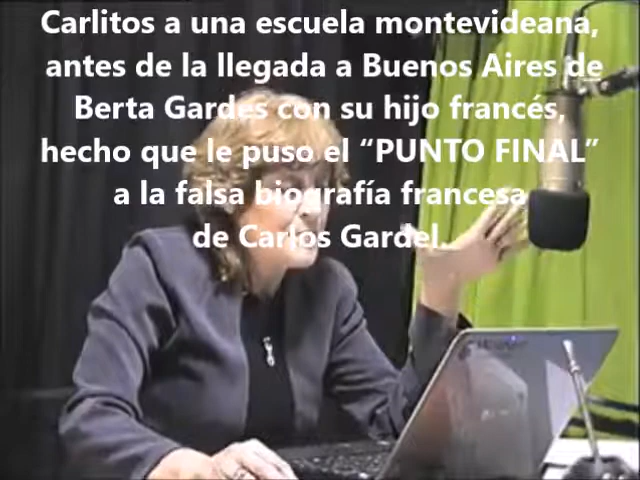 Carlitos a una escuela montevideana,
antes de la llegada a Buenos Aires de
Berta Gardes con su hijo francés,
hecho que le puso el “PUNTO FINAL”
a la falsa biografía francesa
de Carlos Gardel.